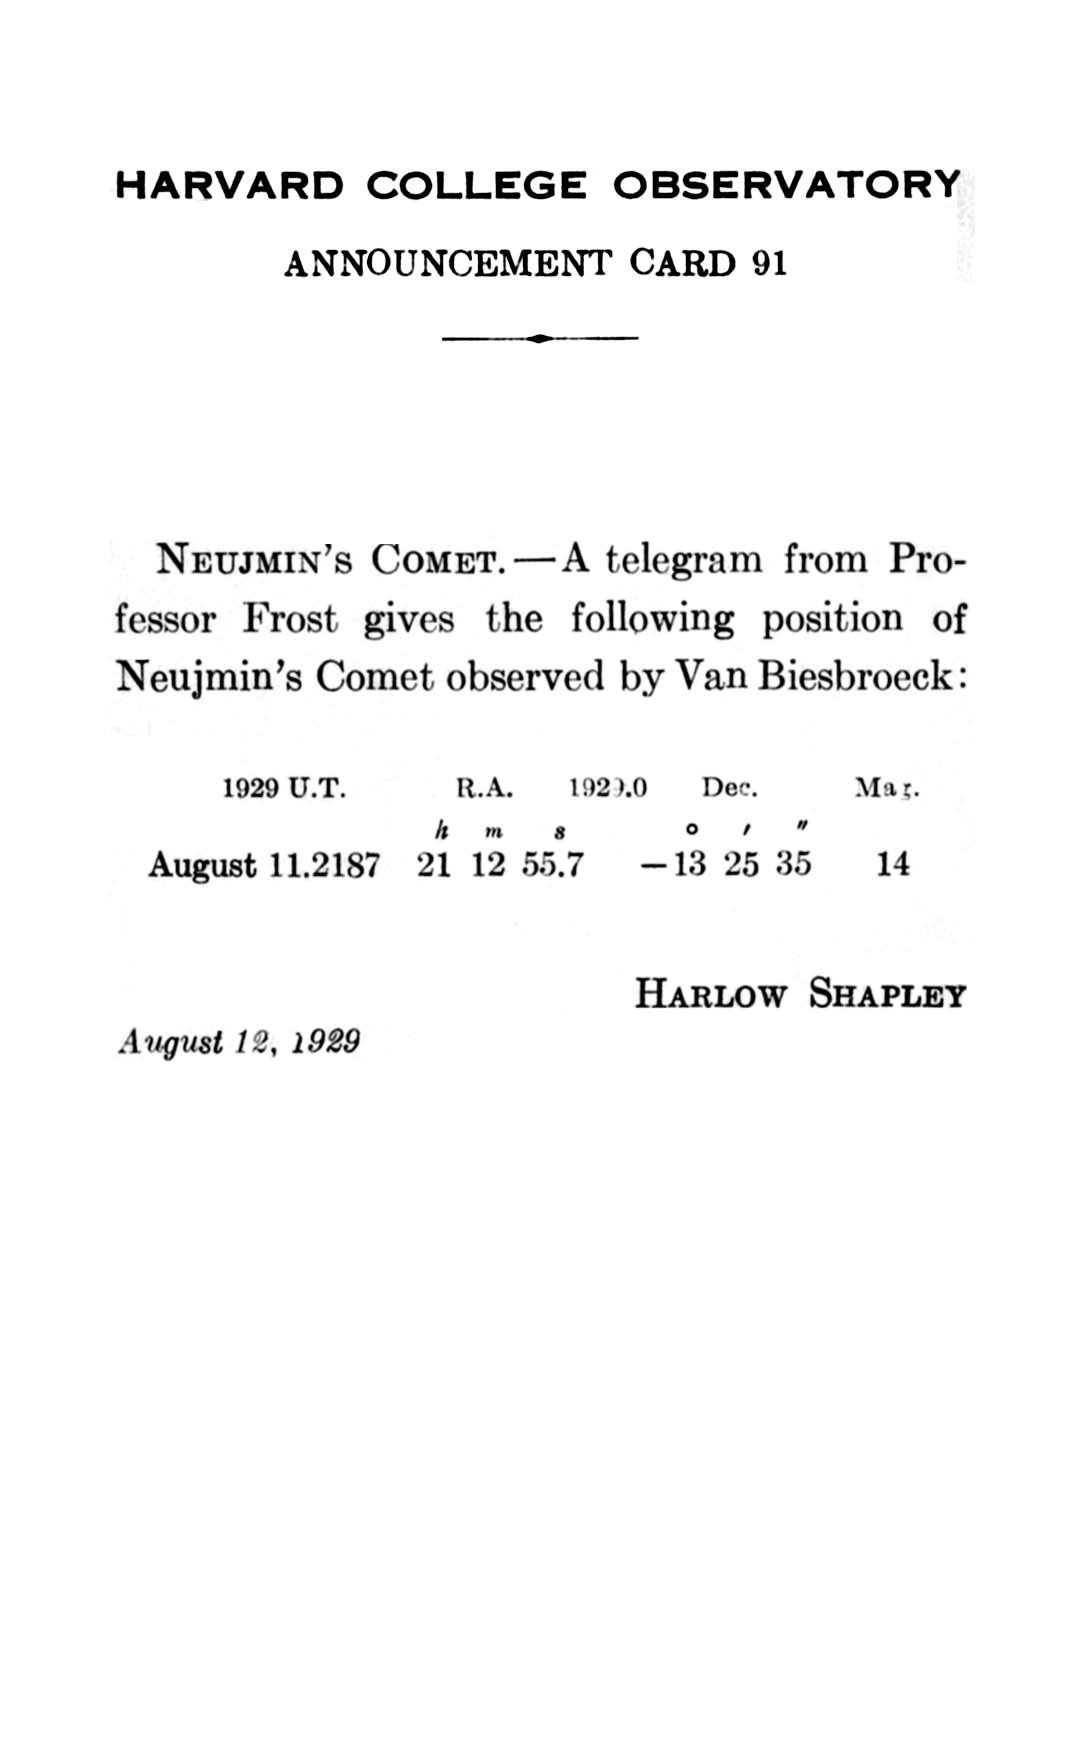 HARVARD COLLEGE OBSERVATORY
ANNOUNCEMENT CARD 91
NEUJMIN'S COMET.—A telegram from Pro-
fessor Frost gives the following position of
Neujmin's Comet observed by Van Biesbroeck:
1929 U.T. R.A. 1929.0 Dec. Mag.
h m s ° ′ ″
August 11.2187 21 12 55.7 —13 25 35 14
HARLOW SHAPLEY
August 12, 1929